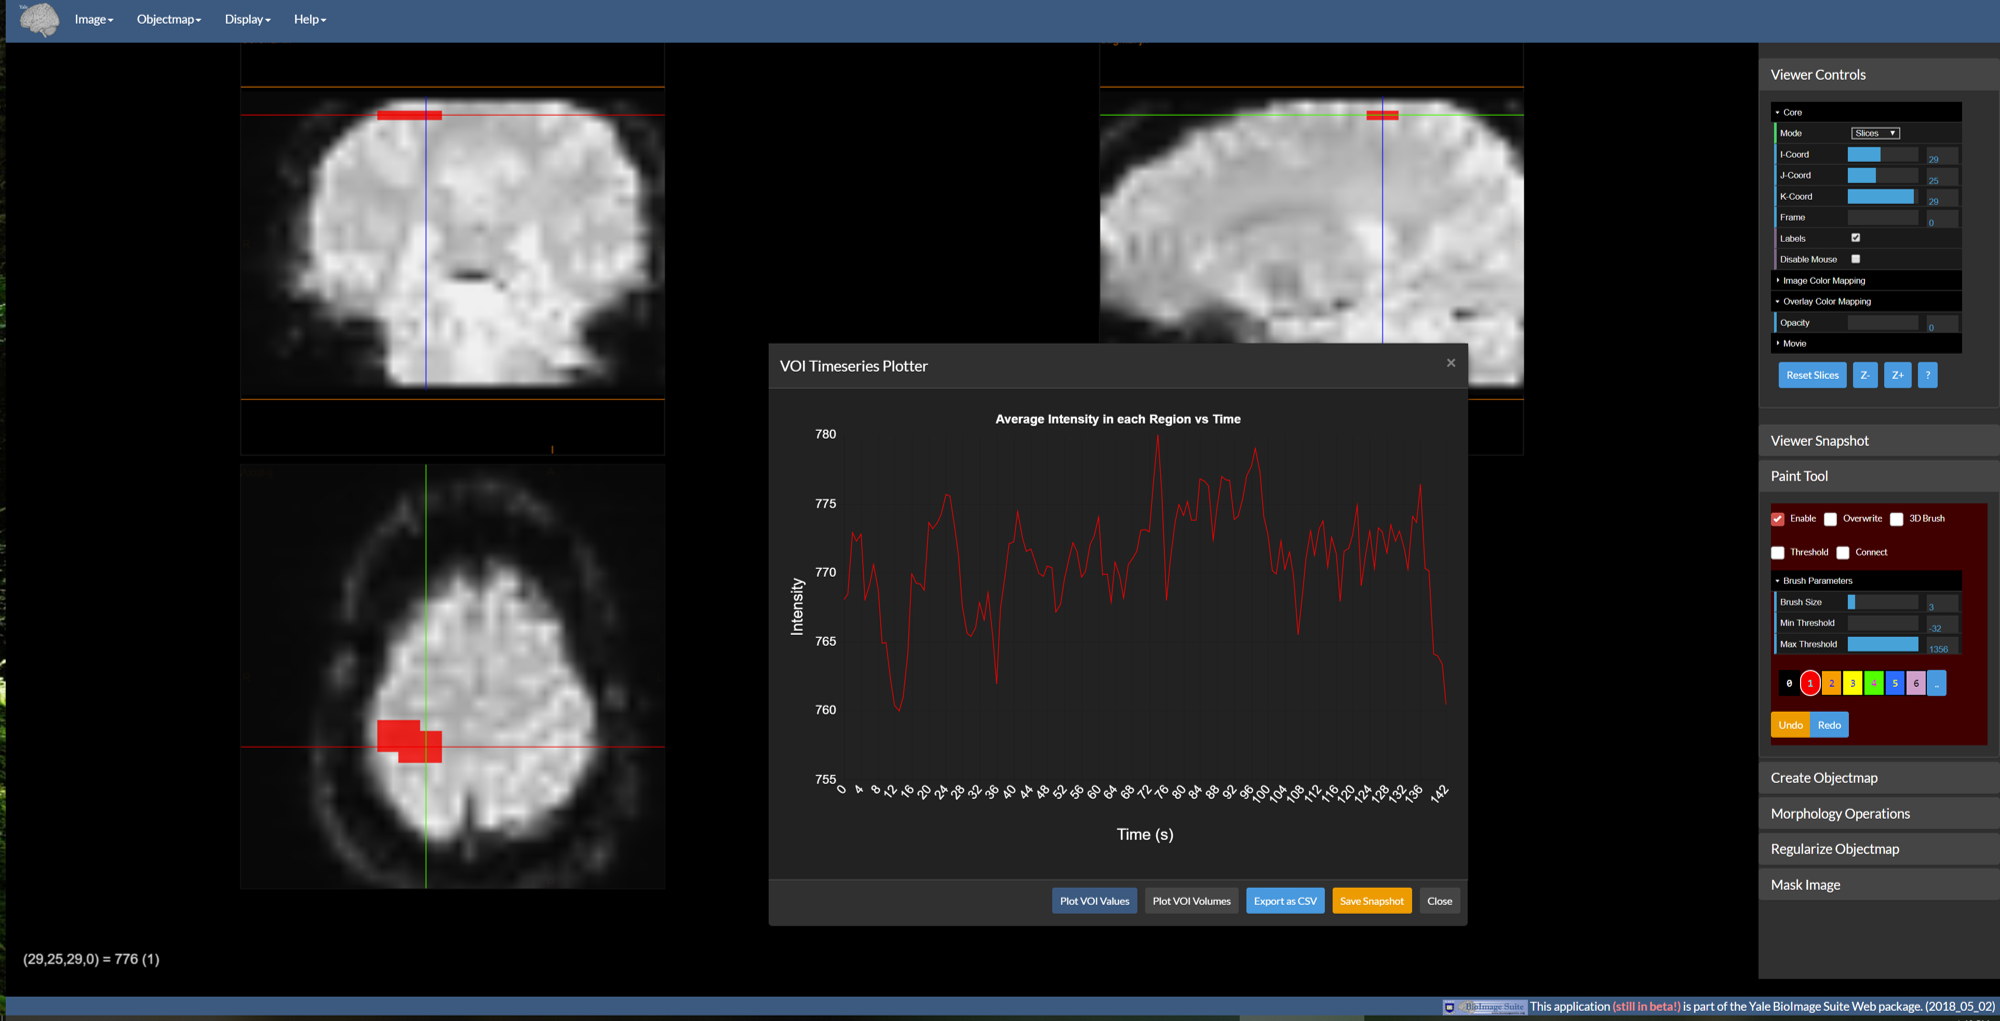 Image Objectmap Display Help
Viewer Controls
Core
Mode Slices
I-Coord 29
J-Coord 25
K-Coord 29
Frame 0
Labels
Disable Mouse
Image Color Mapping
Overlay Color Mapping
Opacity 0
Movie
Reset Slices Z- Z+ ?
Viewer Snapshot
Paint Tool
Enable Overwrite 3D Brush
Threshold Connect
Brush Parameters
Brush Size 3
Min Threshold -32
Max Threshold 1356
0 1 2 3 4 5 6 ..
Undo Redo
Create Objectmap
Morphology Operations
Regularize Objectmap
Mask Image
VOI Timeseries Plotter ×
Average Intensity in each Region vs Time
780
775
770
765
760
755
Intensity
0 4 8 12 16 20 24 28 32 36 40 44 48 52 56 60 64 68 72 76 80 84 88 92 96 100 104 108 112 116 120 124 128 132 136 142
Time (s)
Plot VOI Values Plot VOI Volumes Export as CSV Save Snapshot Close
(29,25,29,0) = 776 (1)
BioImage Suite This application (still in beta!) is part of the Yale BioImage Suite Web package. (2018_05_02)